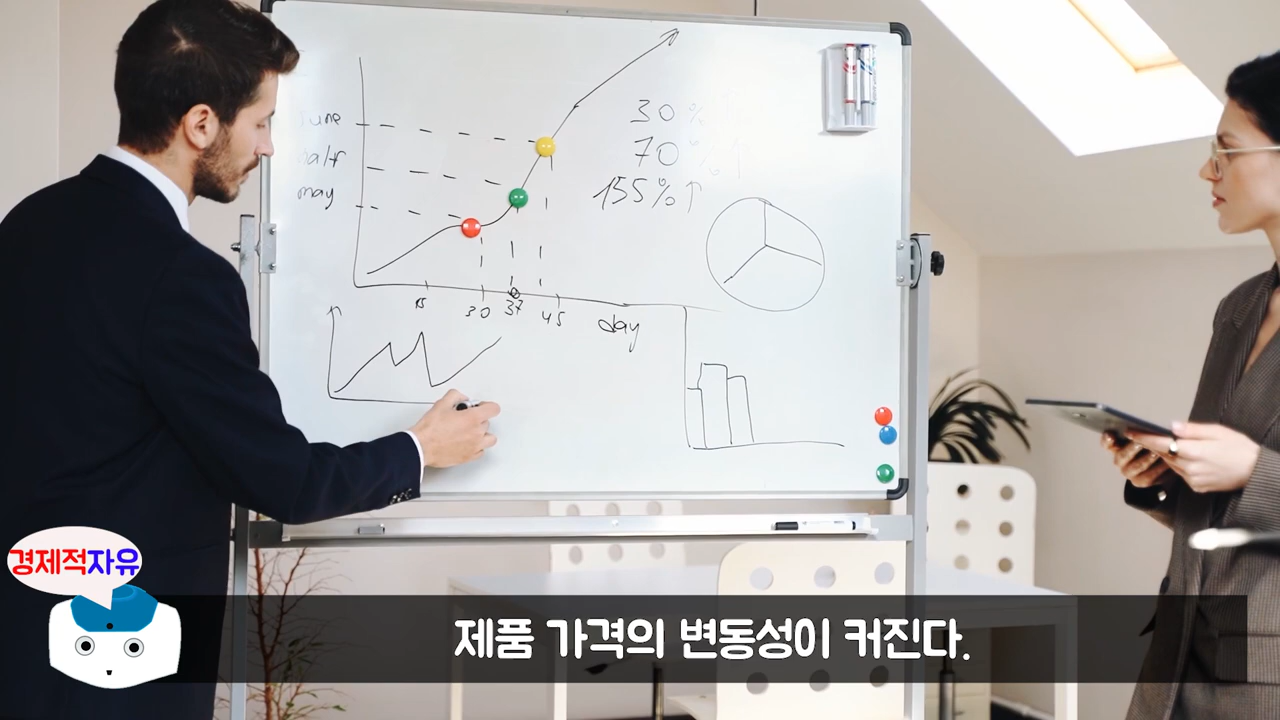 June
half
may
30 %
70 % ↑
155% ↑
15
30
37
45
day
경제적자유
제품 가격의 변동성이 커진다.